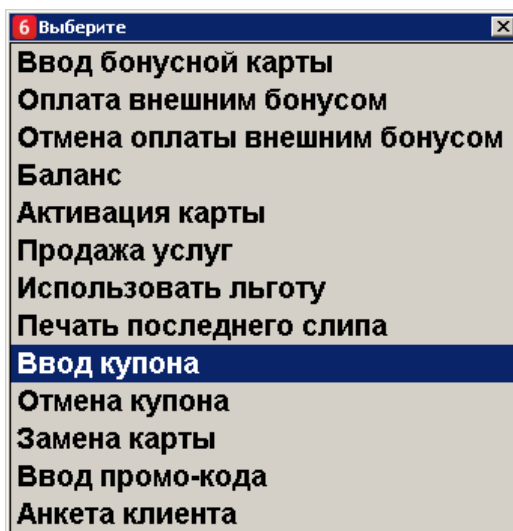 6 Выберите
Ввод бонусной карты
Оплата внешним бонусом
Отмена оплаты внешним бонусом
Баланс
Активация карты
Продажа услуг
Использовать льготу
Печать последнего слипа
Ввод купона
Отмена купона
Замена карты
Ввод промо-кода
Анкета клиента